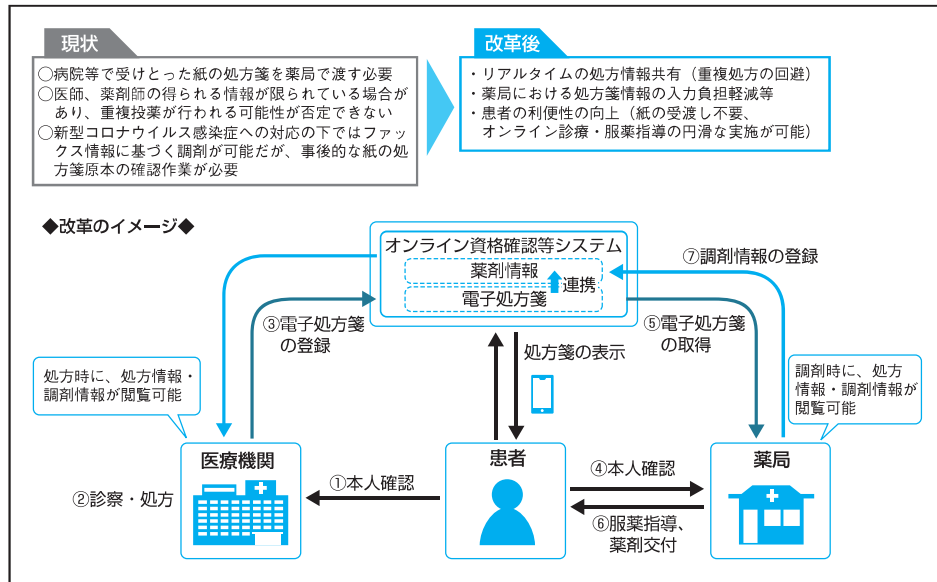 現状
○病院等で受けとった紙の処方箋を薬局で渡す必要
○医師、薬剤師の得られる情報が限られている場合が
あり、重複投薬が行われる可能性が否定できない
○新型コロナウイルス感染症への対応の下ではファッ
クス情報に基づく調剤が可能だが、事後的な紙の処
方箋原本の確認作業が必要
改革後
・リアルタイムの処方情報共有（重複処方の回避）
・薬局における処方箋情報の入力負担軽減等
・患者の利便性の向上（紙の受渡し不要、
オンライン診療・服薬指導の円滑な実施が可能）
◆改革のイメージ◆
オンライン資格確認等システム
薬剤情報
連携
電子処方箋
⑦調剤情報の登録
③電子処方箋
の登録
⑤電子処方箋
の取得
処方箋の表示
処方時に、処方情報・
調剤情報が閲覧可能
調剤時に、処方
情報・調剤情報が
閲覧可能
医療機関
患者
薬局
①本人確認
④本人確認
②診察・処方
⑥服薬指導、
薬剤交付